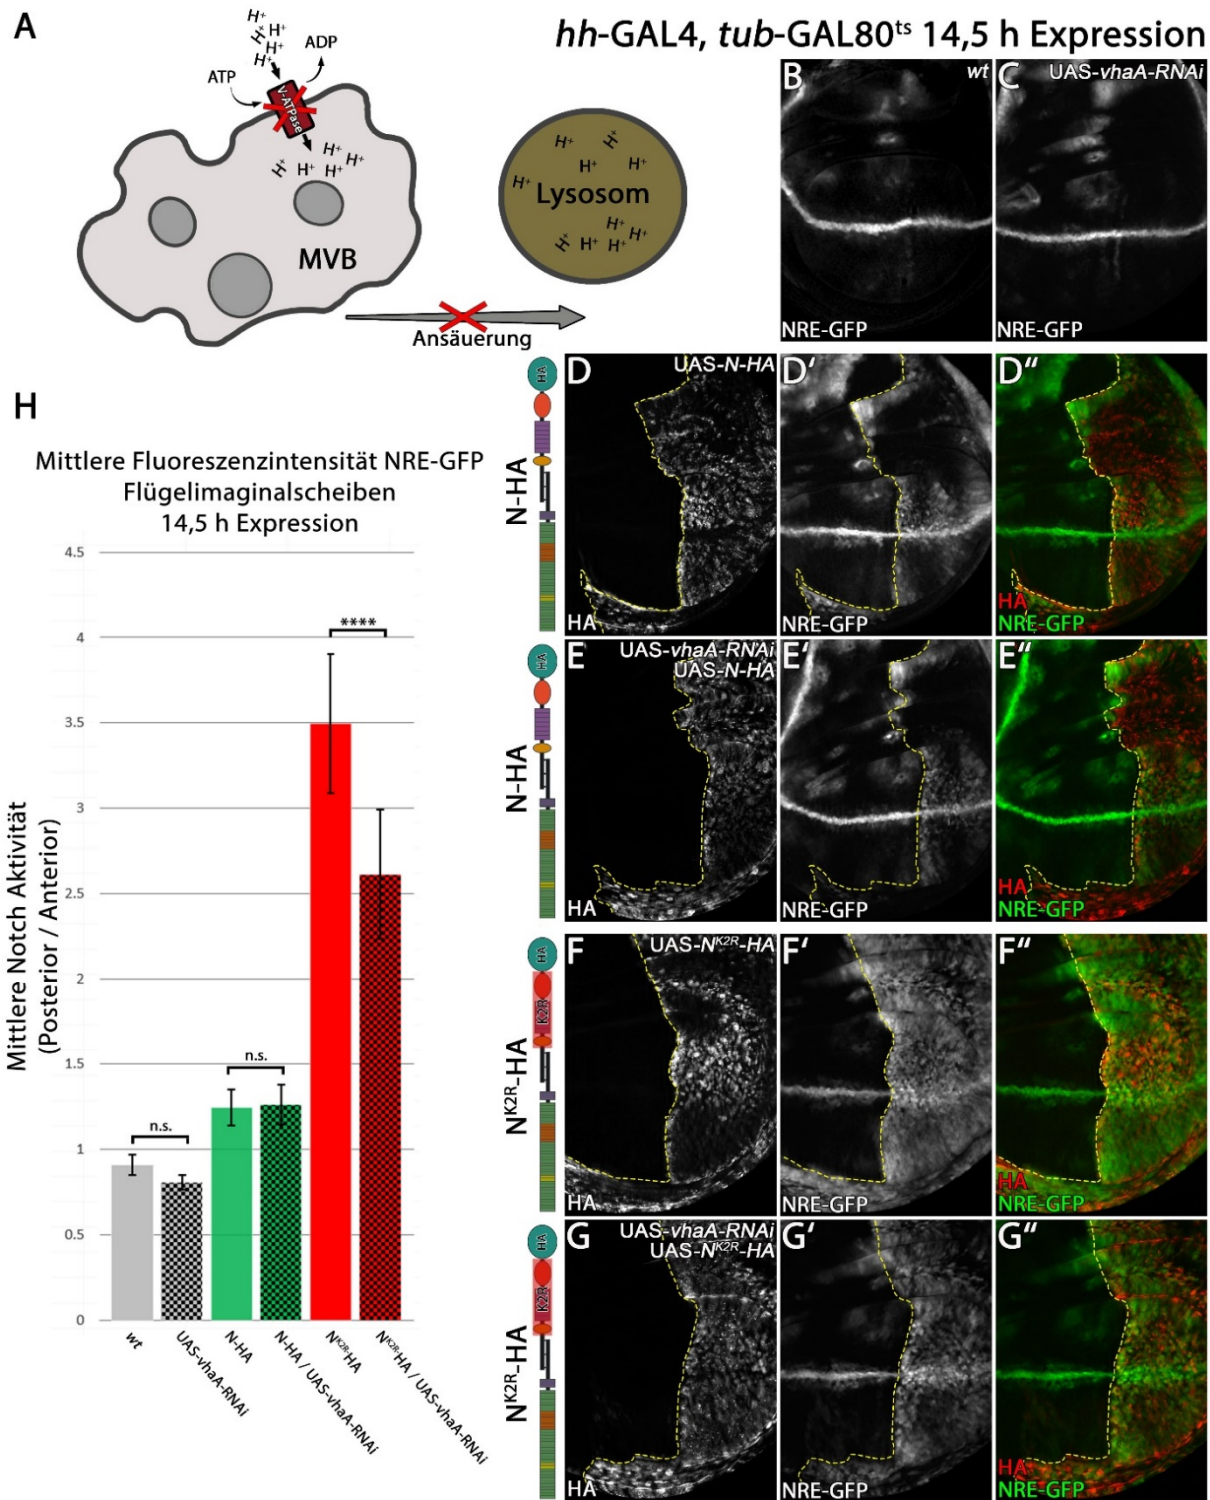 A
H⁺ H⁺
H⁺ H⁺
H⁺ H⁺
ATP
ADP
V-ATPase
H⁺ H⁺ H⁺
H⁺ H⁺ H⁺
MVB
H⁺ H⁺
H⁺ H⁺
H⁺
Lysosom
H⁺ H⁺
H⁺ H⁺ H⁺
Ansäuerung
hh-GAL4, tub-GAL80ᵗˢ 14,5 h Expression
B
wt
NRE-GFP
C
UAS-vhaA-RNAi
NRE-GFP
HA
N-HA
D
UAS-N-HA
HA
D'
NRE-GFP
D"
HA
NRE-GFP
HA
N-HA
E
UAS-vhaA-RNAi
UAS-N-HA
HA
E'
NRE-GFP
E"
HA
NRE-GFP
HA
K2R
Nᴷ²ᴿ-HA
F
UAS-Nᴷ²ᴿ-HA
HA
F'
NRE-GFP
F"
HA
NRE-GFP
HA
K2R
Nᴷ²ᴿ-HA
G
UAS-vhaA-RNAi
UAS-Nᴷ²ᴿ-HA
HA
G'
NRE-GFP
G"
HA
NRE-GFP
H
Mittlere Fluoreszenzintensität NRE-GFP
Flügelimaginalscheiben
14,5 h Expression
Mittlere Notch Aktivität
(Posterior / Anterior)
4.5
4
3.5
3
2.5
2
1.5
1
0.5
0
n.s.
n.s.
****
wt
UAS-vhaA-RNAi
N-HA
N-HA / UAS-vhaA-RNAi
Nᴷ²ᴿ-HA
Nᴷ²ᴿ-HA / UAS-vhaA-RNAi